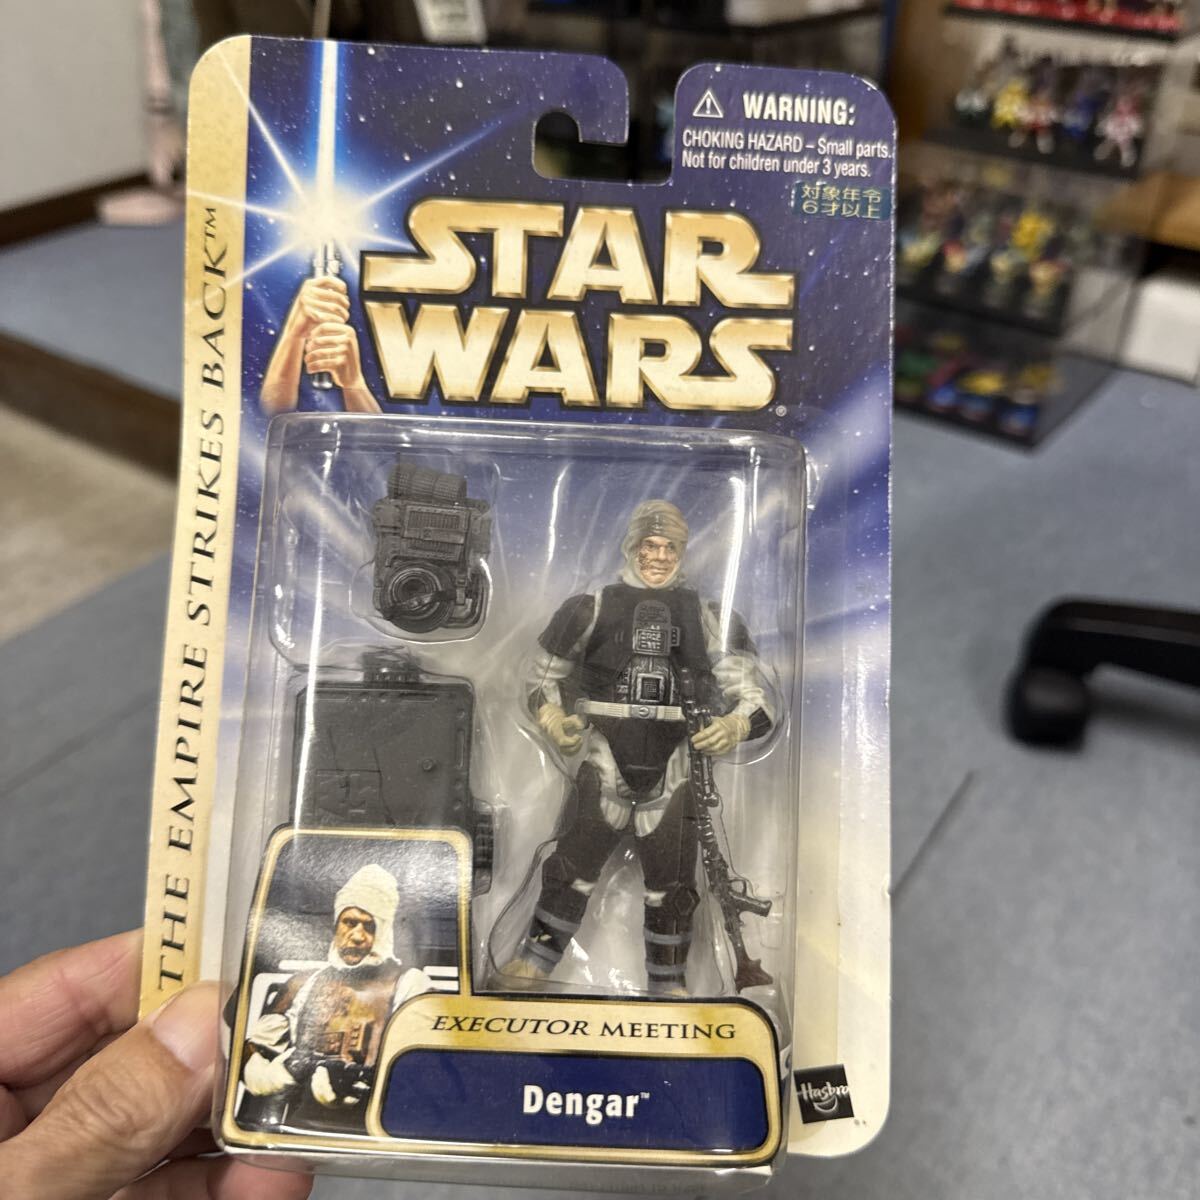 WARNING:
CHOKING HAZARD – Small parts.
Not for children under 3 years.
対象年令
6才以上
STAR
WARS®
THE EMPIRE STRIKES BACK™
EXECUTOR MEETING
Dengar™
Hasbro